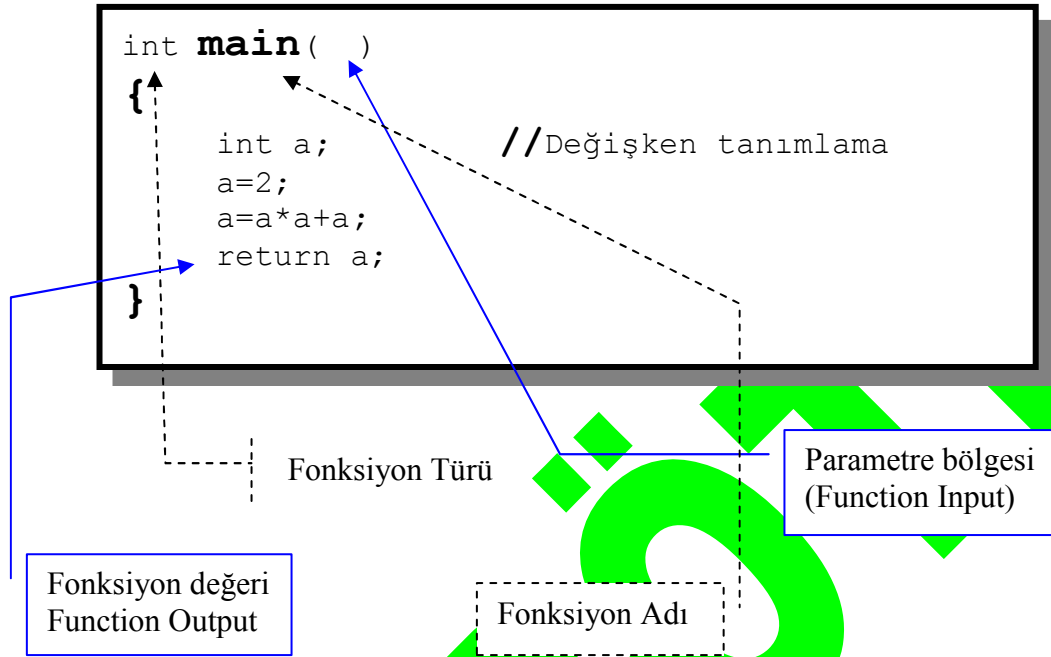 int main( )
{
int a; //Değişken tanımlama
a=2;
a=a*a+a;
return a;
}
Fonksiyon Türü
Parametre bölgesi
(Function Input)
Fonksiyon değeri
Function Output
Fonksiyon Adı